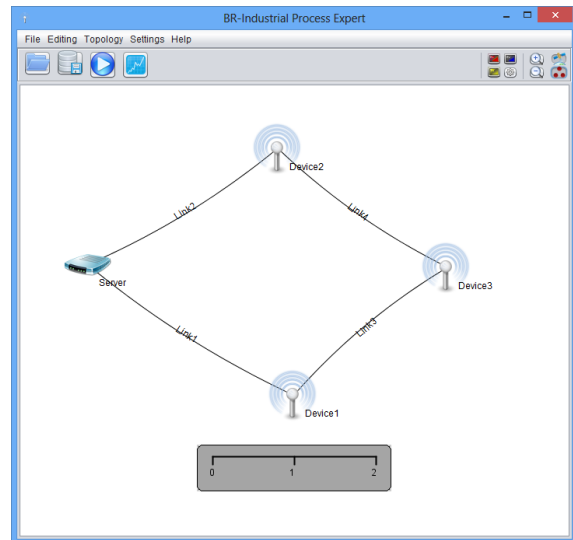 BR-Industrial Process Expert
File Editing Topology Settings Help
Device2
Link2
Link4
Server
Device3
Link1
Link3
Device1
0 1 2